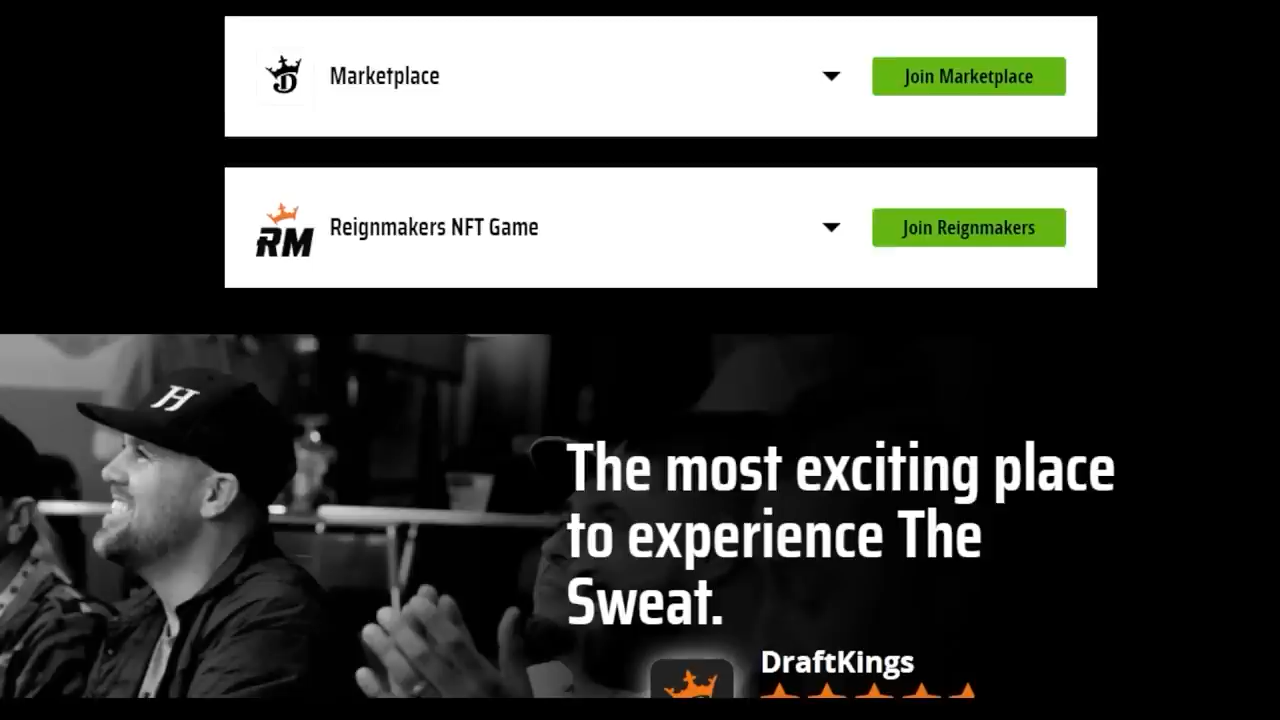 Marketplace
Join Marketplace
RM
Reignmakers NFT Game
Join Reignmakers
H
The most exciting place
to experience The
Sweat.
DraftKings